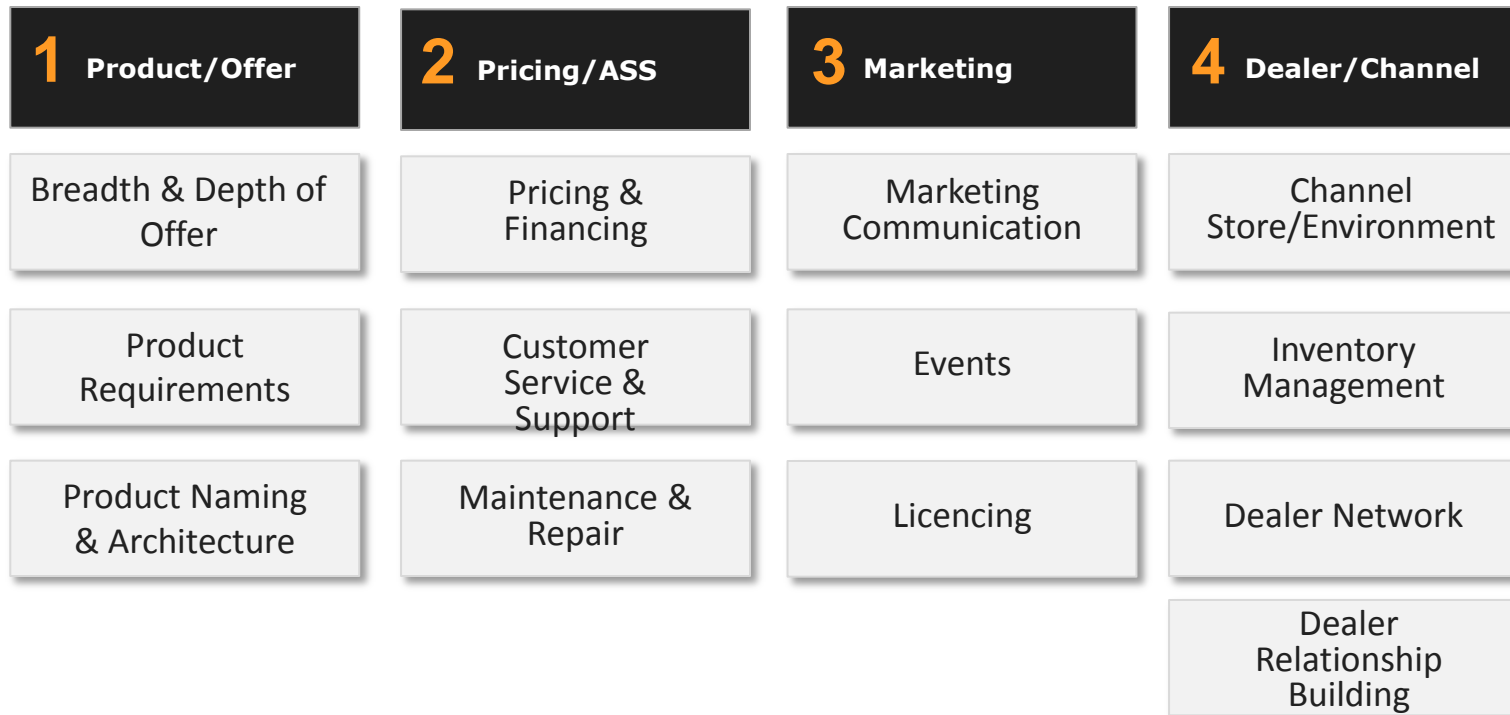 1 Product/Offer
Breadth & Depth of
Offer
Product
Requirements
Product Naming
& Architecture
2 Pricing/ASS
Pricing &
Financing
Customer
Service &
Support
Maintenance &
Repair
3 Marketing
Marketing
Communication
Events
Licencing
4 Dealer/Channel
Channel
Store/Environment
Inventory
Management
Dealer Network
Dealer
Relationship
Building